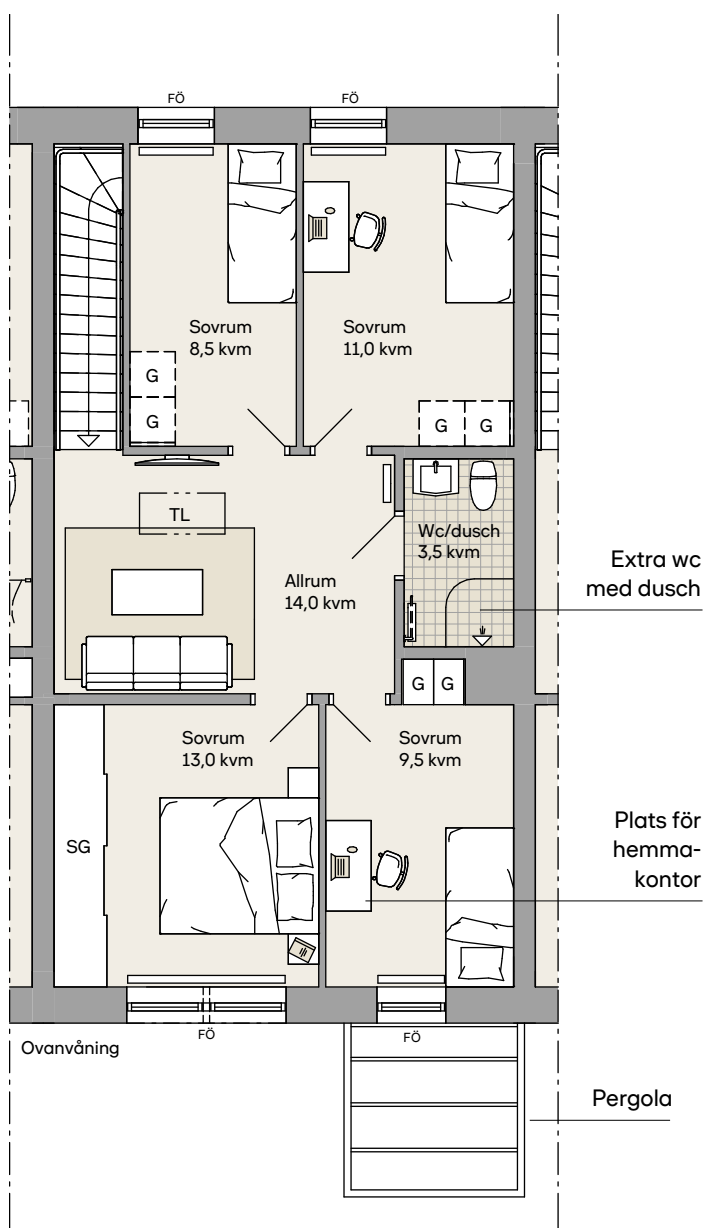 FÖ
FÖ
Sovrum
8,5 kvm
Sovrum
11,0 kvm
G
G
G
G
TL
Wc/dusch
3,5 kvm
Extra wc
med dusch
Allrum
14,0 kvm
G
G
Sovrum
13,0 kvm
Sovrum
9,5 kvm
SG
Plats för
hemma-
kontor
FÖ
FÖ
Ovanvåning
Pergola